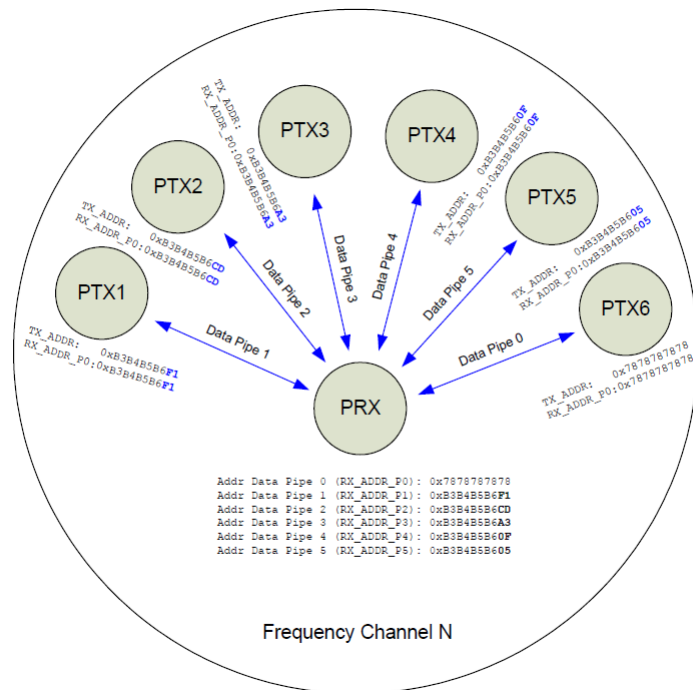 PTX3
PTX4
TX_ADDR: 0xB3B4B5B6A3
RX_ADDR_P0:0xB3B4B5B6A3
TX_ADDR: 0xB3B4B5B60F
RX_ADDR_P0:0xB3B4B5B60F
PTX2
PTX5
TX_ADDR: 0xB3B4B5B6CD
RX_ADDR_P0:0xB3B4B5B6CD
TX_ADDR: 0xB3B4B5B605
RX_ADDR_P0:0xB3B4B5B605
PTX1
PTX6
TX_ADDR: 0xB3B4B5B6F1
RX_ADDR_P0:0xB3B4B5B6F1
TX_ADDR: 0x7878787878
RX_ADDR_P0:0x7878787878
Data Pipe 1
Data Pipe 2
Data Pipe 3
Data Pipe 4
Data Pipe 5
Data Pipe 0
PRX
Addr Data Pipe 0 (RX_ADDR_P0): 0x7878787878
Addr Data Pipe 1 (RX_ADDR_P1): 0xB3B4B5B6F1
Addr Data Pipe 2 (RX_ADDR_P2): 0xB3B4B5B6CD
Addr Data Pipe 3 (RX_ADDR_P3): 0xB3B4B5B6A3
Addr Data Pipe 4 (RX_ADDR_P4): 0xB3B4B5B60F
Addr Data Pipe 5 (RX_ADDR_P5): 0xB3B4B5B605
Frequency Channel N